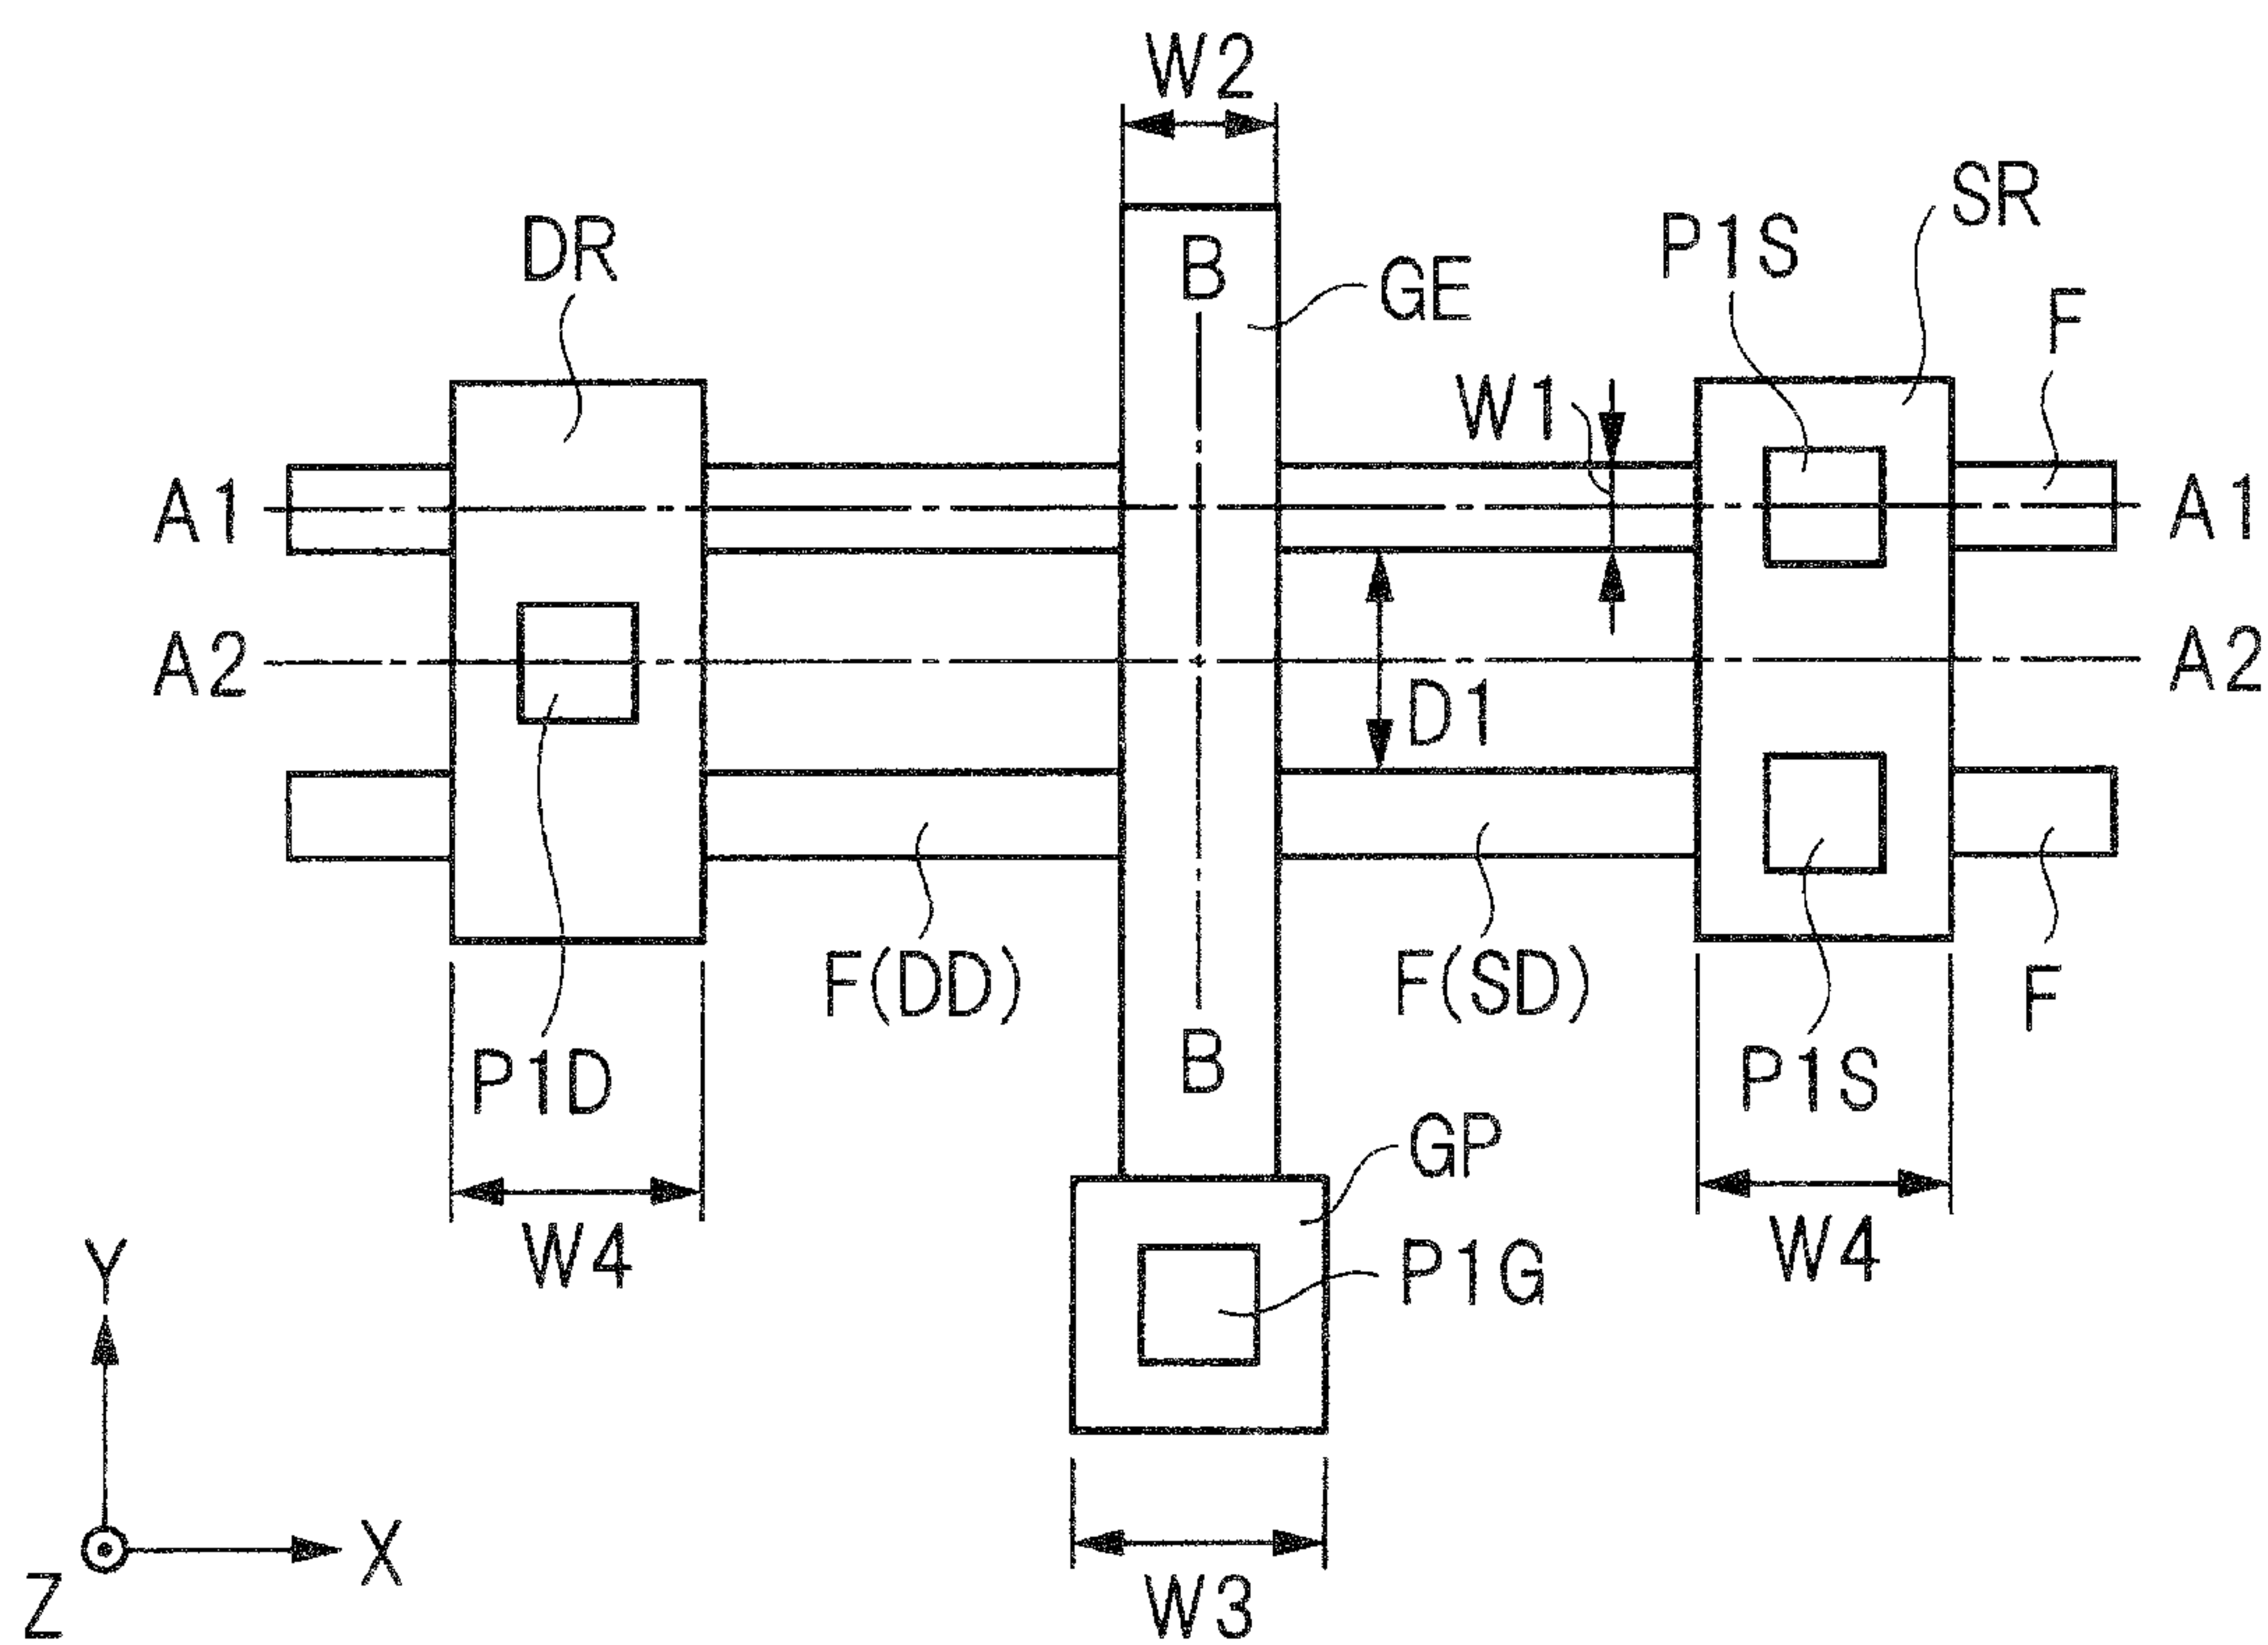 W2
SR
P1S
DR
B
GE
F
W1
A1
A1
A2
A2
D1
F(DD)
F(SD)
F
B
P1D
P1S
GP
W4
P1G
W4
Y
X
Z
W3